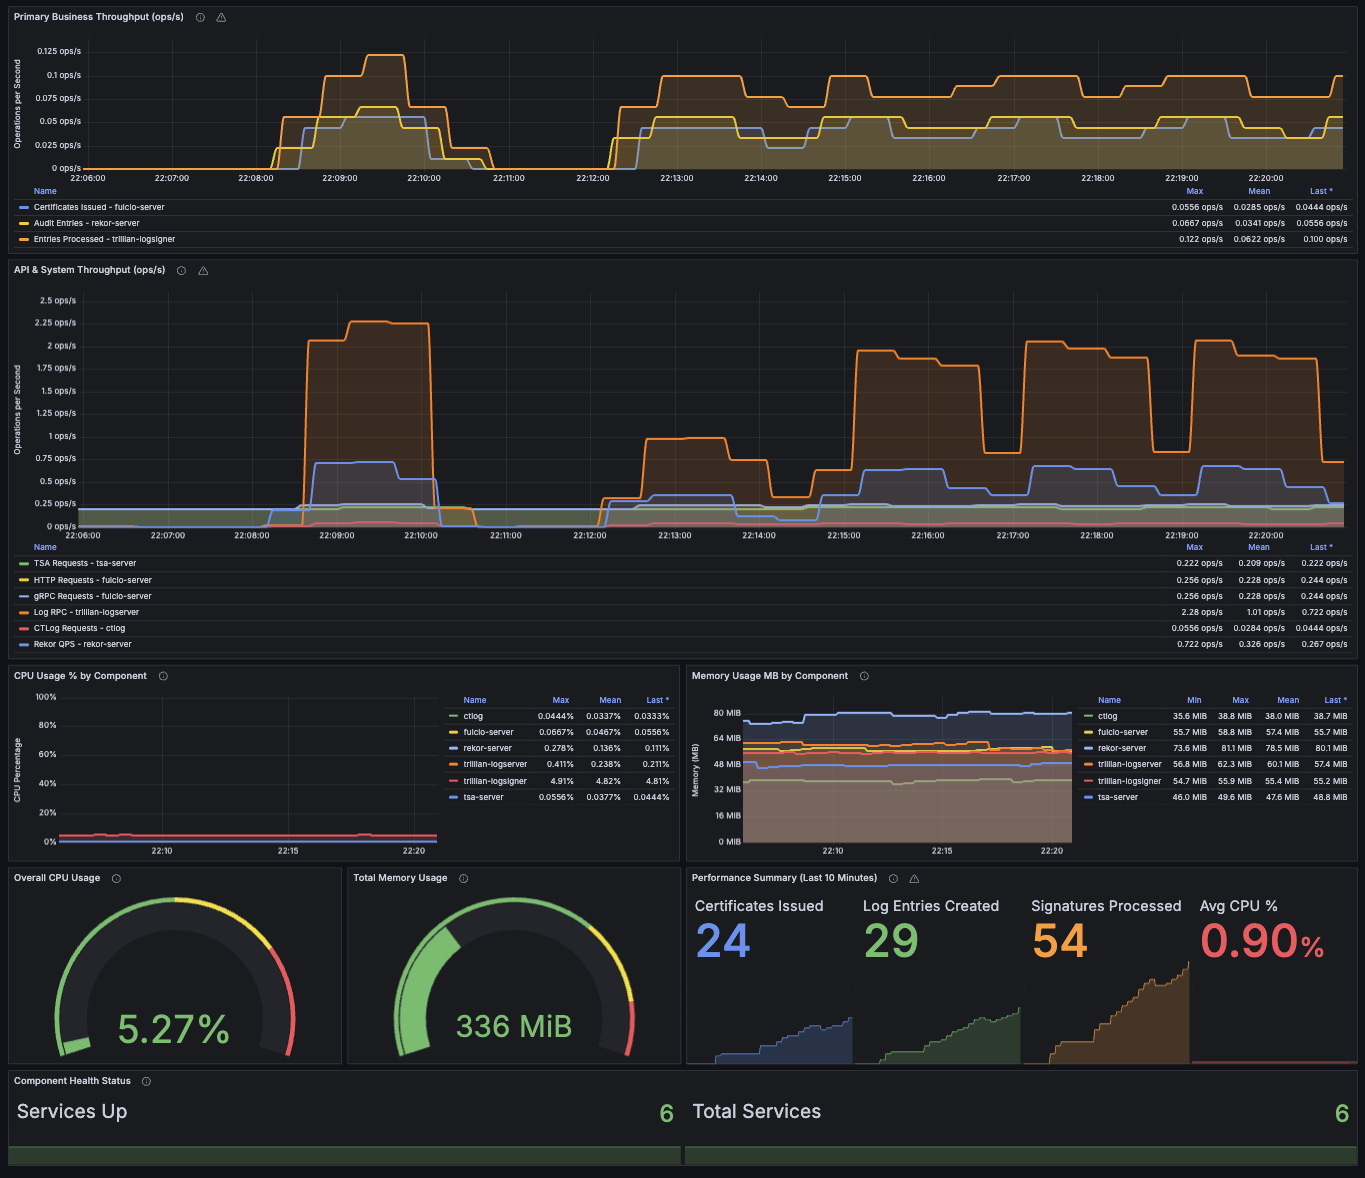 Primary Business Throughput (ops/s)
Operations per Second
0.125 ops/s
0.1 ops/s
0.075 ops/s
0.05 ops/s
0.025 ops/s
0 ops/s
22:06:00 22:07:00 22:08:00 22:09:00 22:10:00 22:11:00 22:12:00 22:13:00 22:14:00 22:15:00 22:16:00 22:17:00 22:18:00 22:19:00 22:20:00
Name Max Mean Last *
Certificates Issued - fulcio-server 0.0556 ops/s 0.0285 ops/s 0.0444 ops/s
Audit Entries - rekor-server 0.0667 ops/s 0.0341 ops/s 0.0556 ops/s
Entries Processed - trillian-logsigner 0.122 ops/s 0.0622 ops/s 0.100 ops/s
API & System Throughput (ops/s)
Operations per Second
2.5 ops/s
2.25 ops/s
2 ops/s
1.75 ops/s
1.5 ops/s
1.25 ops/s
1 ops/s
0.75 ops/s
0.5 ops/s
0.25 ops/s
0 ops/s
22:06:00 22:07:00 22:08:00 22:09:00 22:10:00 22:11:00 22:12:00 22:13:00 22:14:00 22:15:00 22:16:00 22:17:00 22:18:00 22:19:00 22:20:00
Name Max Mean Last *
TSA Requests - tsa-server 0.222 ops/s 0.209 ops/s 0.222 ops/s
HTTP Requests - fulcio-server 0.256 ops/s 0.228 ops/s 0.244 ops/s
gRPC Requests - fulcio-server 0.256 ops/s 0.228 ops/s 0.244 ops/s
Log RPC - trillian-logserver 2.28 ops/s 1.01 ops/s 0.722 ops/s
CTLog Requests - ctlog 0.0556 ops/s 0.0284 ops/s 0.0444 ops/s
Rekor QPS - rekor-server 0.722 ops/s 0.326 ops/s 0.267 ops/s
CPU Usage % by Component
CPU Percentage
100%
80%
60%
40%
20%
0%
22:10 22:15 22:20
Name Max Mean Last *
ctlog 0.0444% 0.0337% 0.0333%
fulcio-server 0.0667% 0.0467% 0.0556%
rekor-server 0.278% 0.136% 0.111%
trillian-logserver 0.411% 0.238% 0.211%
trillian-logsigner 4.91% 4.82% 4.81%
tsa-server 0.0556% 0.0377% 0.0444%
Memory Usage MB by Component
Memory (MB)
80 MiB
64 MiB
48 MiB
32 MiB
16 MiB
0 MiB
22:10 22:15 22:20
Name Min Max Mean Last *
ctlog 35.6 MiB 38.8 MiB 38.0 MiB 38.7 MiB
fulcio-server 55.7 MiB 58.8 MiB 57.4 MiB 55.7 MiB
rekor-server 73.6 MiB 81.1 MiB 78.5 MiB 80.1 MiB
trillian-logserver 56.8 MiB 62.3 MiB 60.1 MiB 57.4 MiB
trillian-logsigner 54.7 MiB 55.9 MiB 55.4 MiB 55.2 MiB
tsa-server 46.0 MiB 49.6 MiB 47.6 MiB 48.8 MiB
Overall CPU Usage
5.27%
Total Memory Usage
336 MiB
Performance Summary (Last 10 Minutes)
Certificates Issued Log Entries Created Signatures Processed Avg CPU %
24 29 54 0.90%
Component Health Status
Services Up 6
Total Services 6